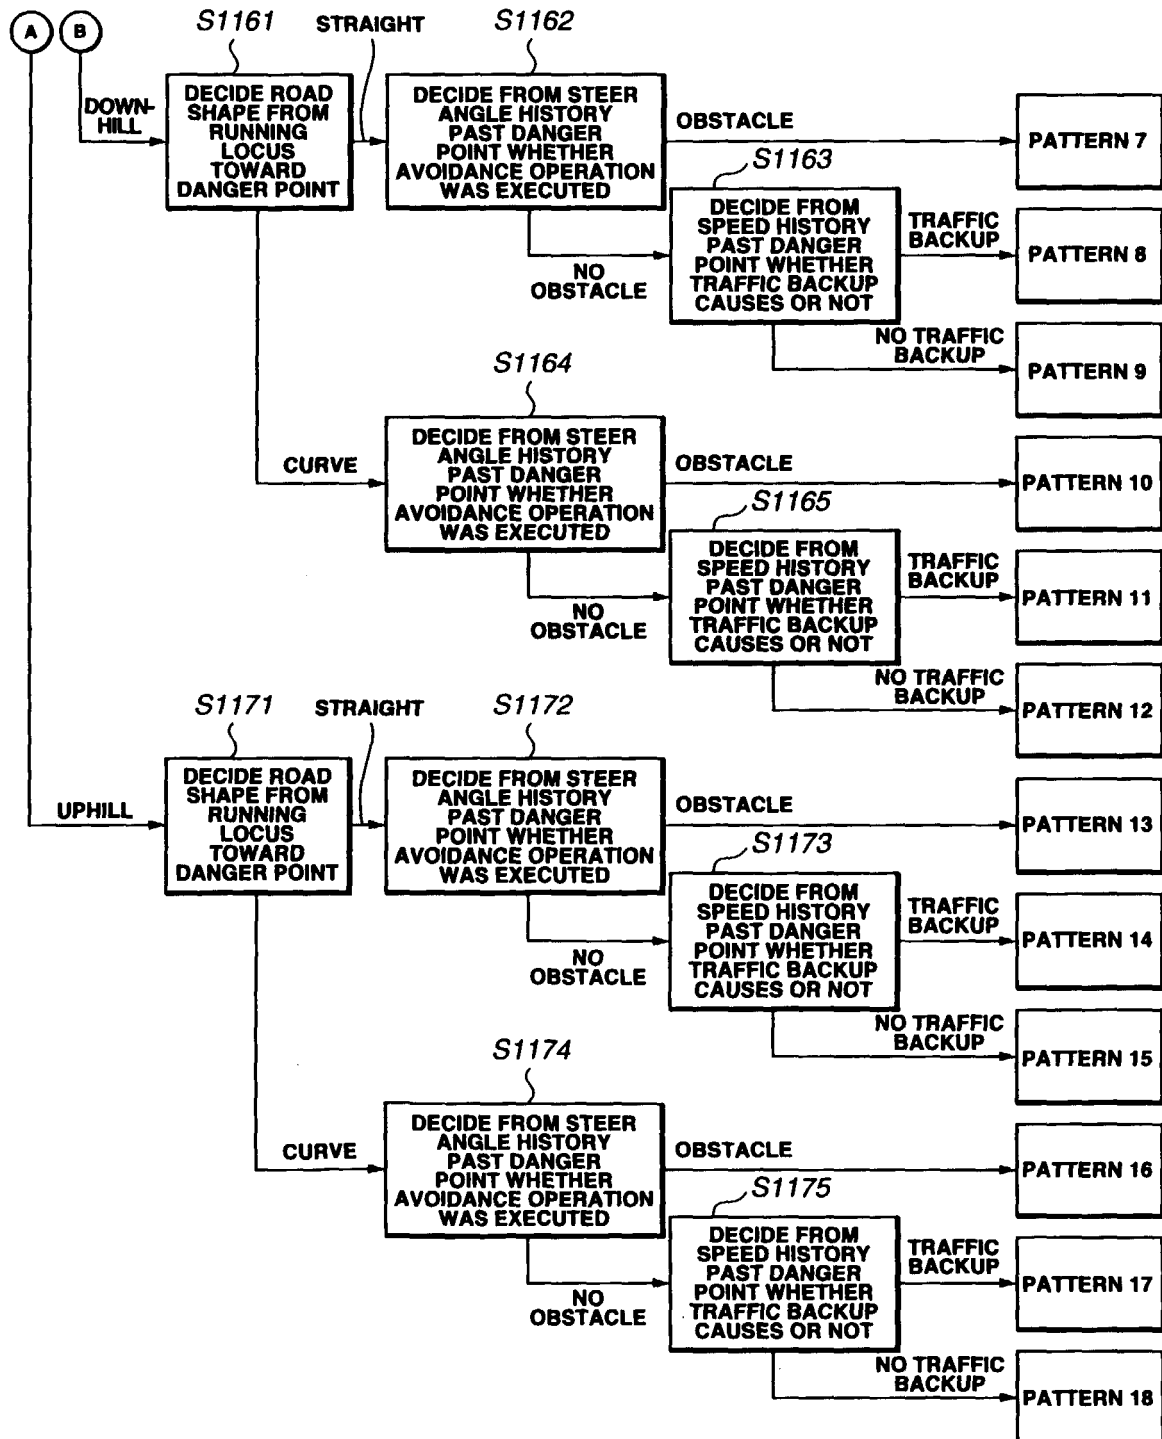 A
B
S1161
STRAIGHT
S1162
DOWN-
HILL
DECIDE ROAD
SHAPE FROM
RUNNING
LOCUS
TOWARD
DANGER POINT
DECIDE FROM STEER
ANGLE HISTORY
PAST DANGER
POINT WHETHER
AVOIDANCE OPERATION
WAS EXECUTED
OBSTACLE
PATTERN 7
S1163
NO
OBSTACLE
DECIDE FROM
SPEED HISTORY
PAST DANGER
POINT WHETHER
TRAFFIC BACKUP
CAUSES OR NOT
TRAFFIC
BACKUP
PATTERN 8
NO TRAFFIC
BACKUP
PATTERN 9
S1164
CURVE
DECIDE FROM STEER
ANGLE HISTORY
PAST DANGER
POINT WHETHER
AVOIDANCE OPERATION
WAS EXECUTED
OBSTACLE
PATTERN 10
S1165
NO
OBSTACLE
DECIDE FROM
SPEED HISTORY
PAST DANGER
POINT WHETHER
TRAFFIC BACKUP
CAUSES OR NOT
TRAFFIC
BACKUP
PATTERN 11
NO TRAFFIC
BACKUP
PATTERN 12
S1171
STRAIGHT
S1172
UPHILL
DECIDE ROAD
SHAPE FROM
RUNNING
LOCUS
TOWARD
DANGER POINT
DECIDE FROM STEER
ANGLE HISTORY
PAST DANGER
POINT WHETHER
AVOIDANCE OPERATION
WAS EXECUTED
OBSTACLE
PATTERN 13
S1173
NO
OBSTACLE
DECIDE FROM
SPEED HISTORY
PAST DANGER
POINT WHETHER
TRAFFIC BACKUP
CAUSES OR NOT
TRAFFIC
BACKUP
PATTERN 14
NO TRAFFIC
BACKUP
PATTERN 15
S1174
CURVE
DECIDE FROM STEER
ANGLE HISTORY
PAST DANGER
POINT WHETHER
AVOIDANCE OPERATION
WAS EXECUTED
OBSTACLE
PATTERN 16
S1175
NO
OBSTACLE
DECIDE FROM
SPEED HISTORY
PAST DANGER
POINT WHETHER
TRAFFIC BACKUP
CAUSES OR NOT
TRAFFIC
BACKUP
PATTERN 17
NO TRAFFIC
BACKUP
PATTERN 18